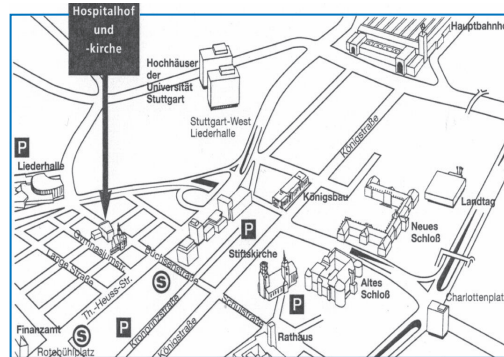 Hospitalhof
und
-kirche
Hauptbahnhof
Hochhäuser
der
Universität
Stuttgart
Stuttgart-West
Liederhalle
P
Liederhalle
Königstraße
Königsbau
Landtag
Neues
Schloß
P
Gymnasiumstr.
Lange Straße
Büchsenstraße
Th.-Heuss-Str.
S
Stiftskirche
Altes
Schloß
P
Charlottenplatz
Schulstraße
Kronprinzstraße
Königstraße
Rathaus
Finanzamt
S
P
Rotebühlplatz